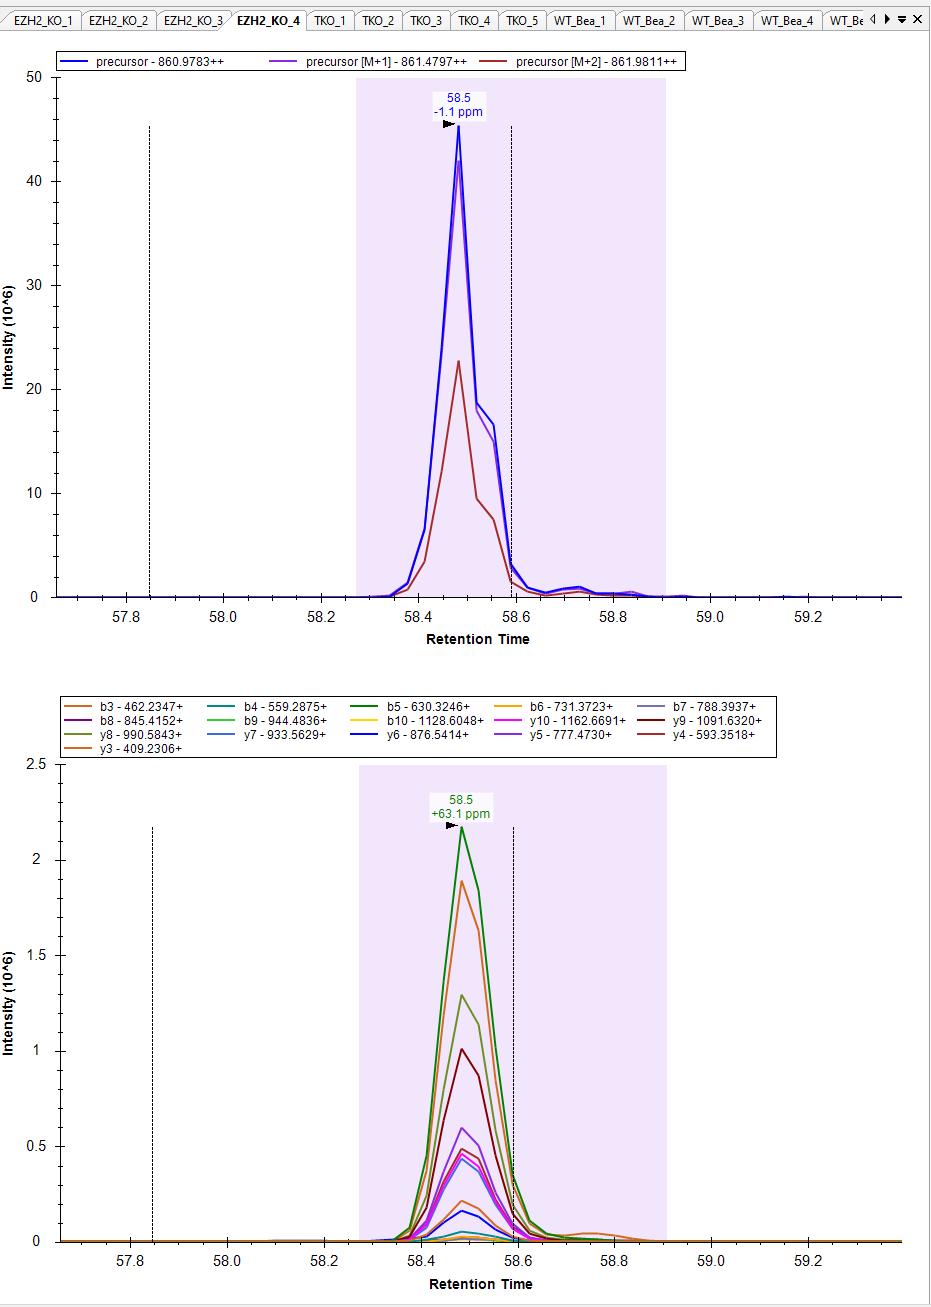 EZH2_KO_1 EZH2_KO_2 EZH2_KO_3 EZH2_KO_4 TKO_1 TKO_2 TKO_3 TKO_4 TKO_5 WT_Bea_1 WT_Bea_2 WT_Bea_3 WT_Bea_4 WT_Be
precursor - 860.9783++ precursor [M+1] - 861.4797++ precursor [M+2] - 861.9811++
50
58.5
-1.1 ppm
40
30
Intensity (10^6)
20
10
0
57.8 58.0 58.2 58.4 58.6 58.8 59.0 59.2
Retention Time
b3 - 462.2347+ b4 - 559.2875+ b5 - 630.3246+ b6 - 731.3723+ b7 - 788.3937+
b8 - 845.4152+ b9 - 944.4836+ b10 - 1128.6048+ y10 - 1162.6691+ y9 - 1091.6320+
y8 - 990.5843+ y7 - 933.5629+ y6 - 876.5414+ y5 - 777.4730+ y4 - 593.3518+
y3 - 409.2306+
2.5
58.5
+63.1 ppm
2
1.5
Intensity (10^6)
1
0.5
0
57.8 58.0 58.2 58.4 58.6 58.8 59.0 59.2
Retention Time